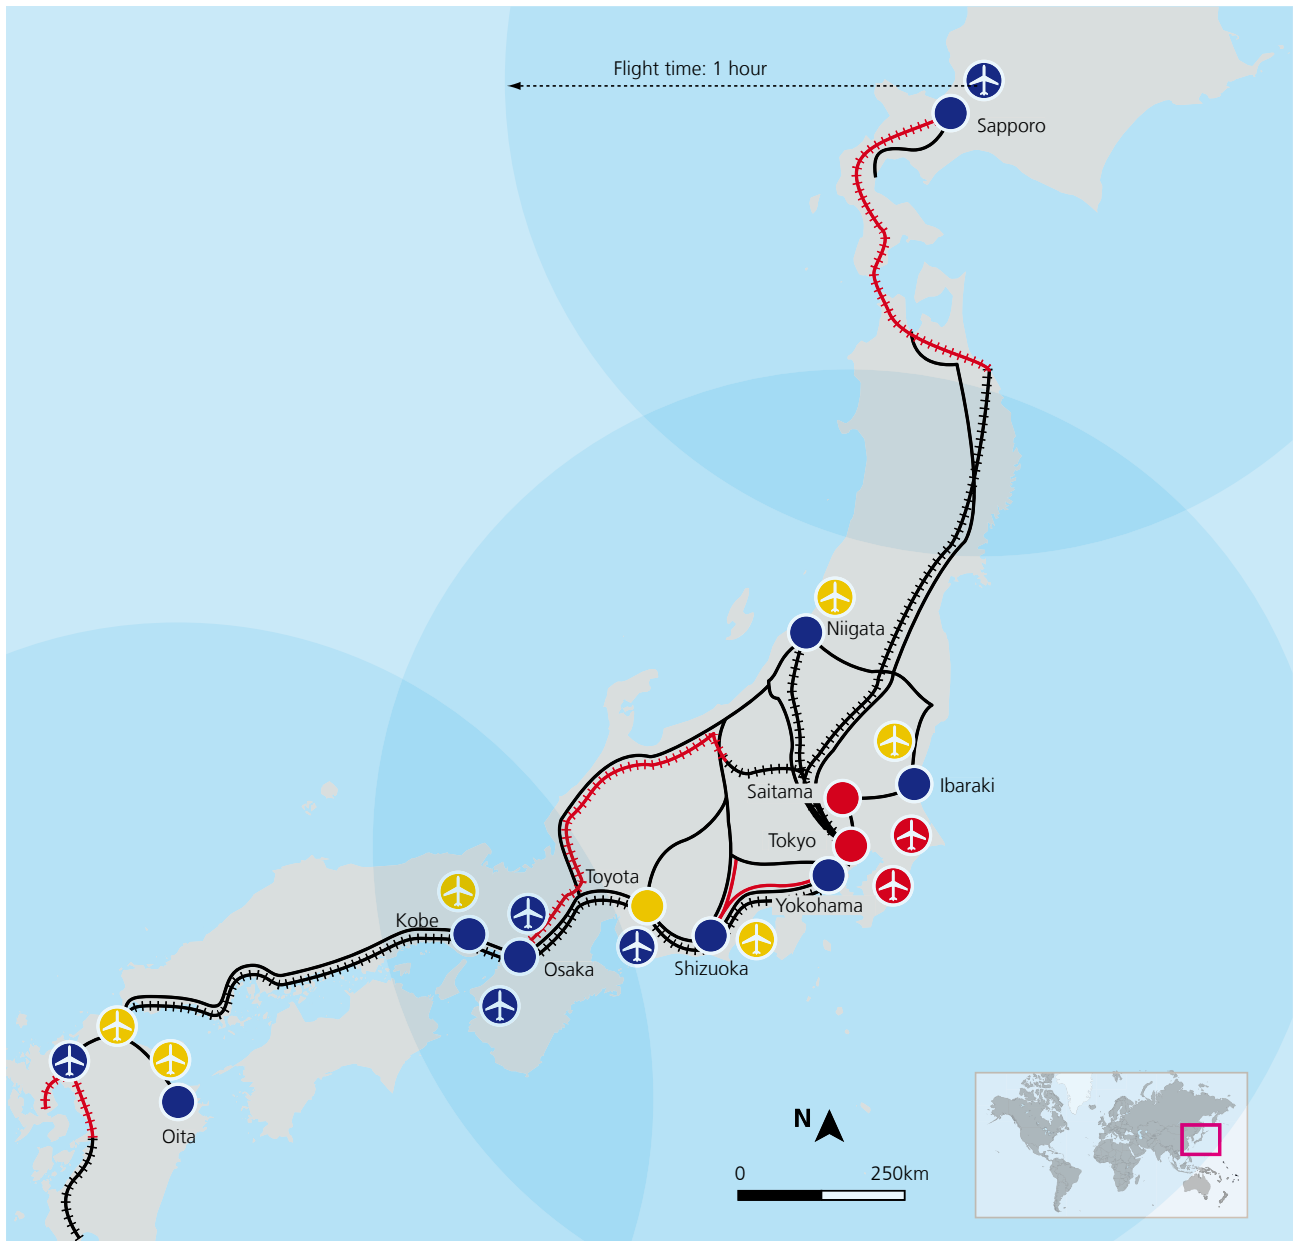 Flight time: 1 hour
Sapporo
Niigata
Ibaraki
Saitama
Tokyo
Toyota
Yokohama
Kobe
Shizuoka
Osaka
Oita
N
0 250km